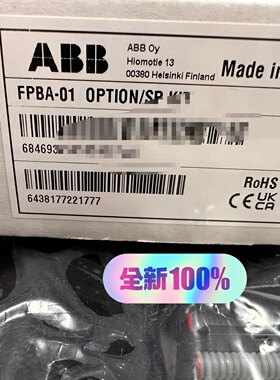 ABB
ABB Oy
Hiomotie 13
00380 Helsinki Finland
Made in
FPBA-01 OPTION/SP KIT
68469
RoHS
CE UK CA
6438177221777
全新100%